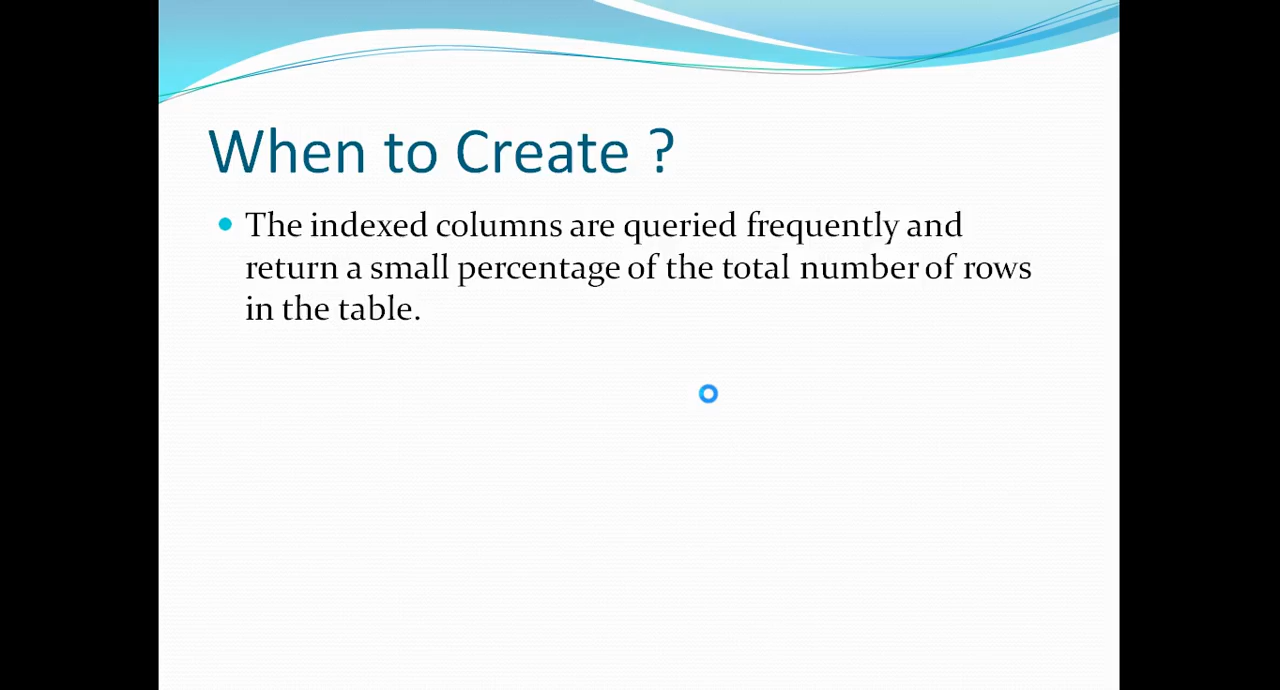 When to Create ?
The indexed columns are queried frequently and
return a small percentage of the total number of rows
in the table.